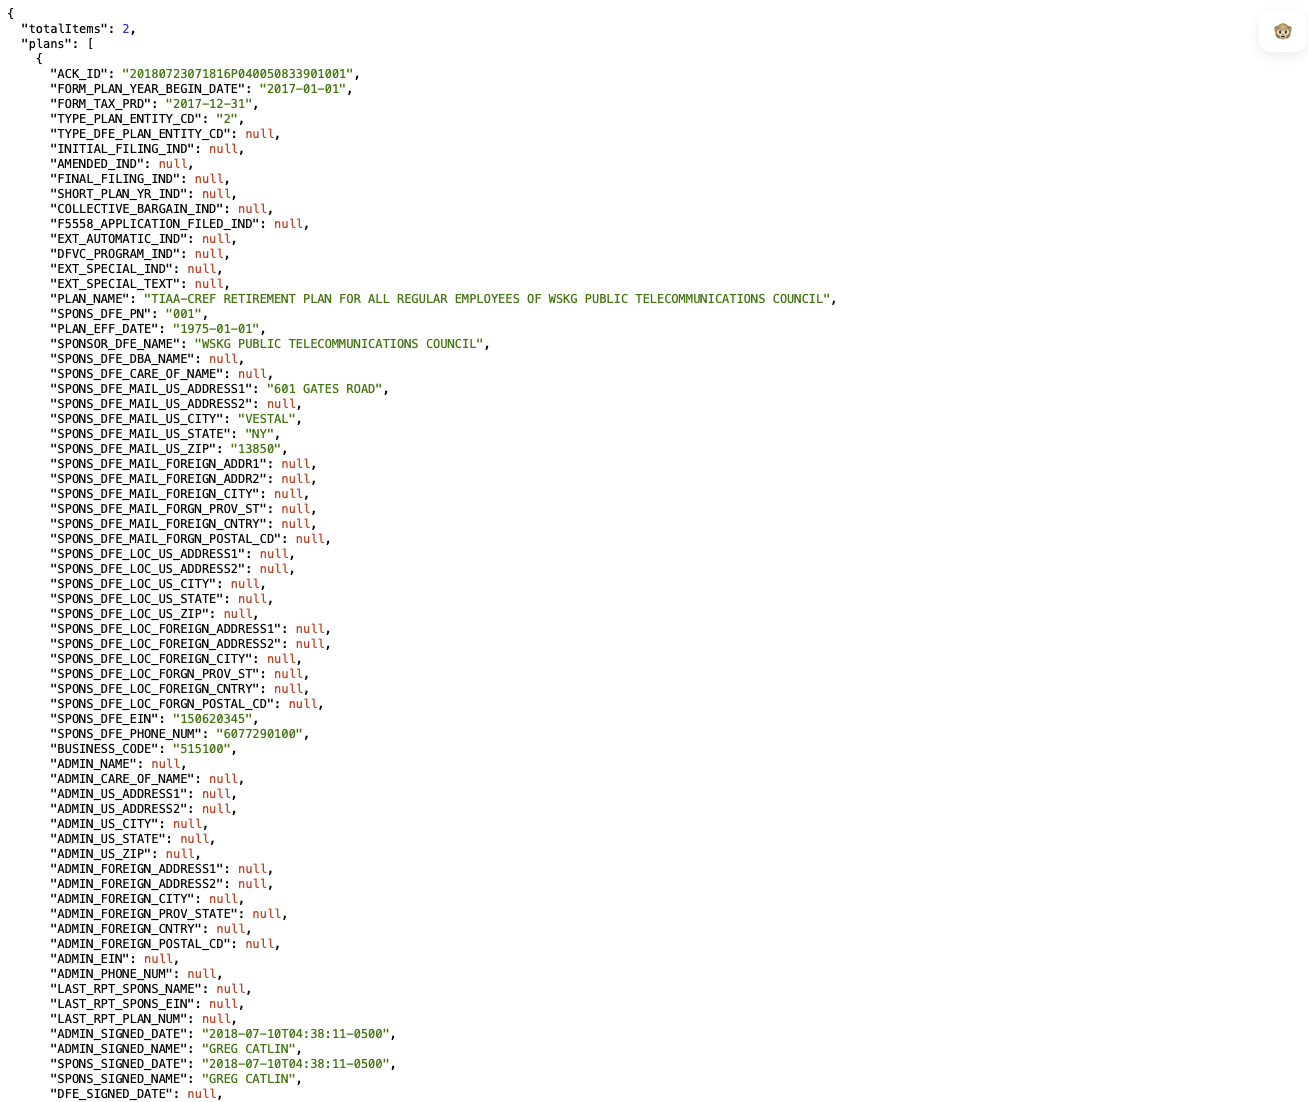 {
"totalItems": 2,
"plans": [
{
"ACK_ID": "20180723071816P040050833901001",
"FORM_PLAN_YEAR_BEGIN_DATE": "2017-01-01",
"FORM_TAX_PRD": "2017-12-31",
"TYPE_PLAN_ENTITY_CD": "2",
"TYPE_DFE_PLAN_ENTITY_CD": null,
"INITIAL_FILING_IND": null,
"AMENDED_IND": null,
"FINAL_FILING_IND": null,
"SHORT_PLAN_YR_IND": null,
"COLLECTIVE_BARGAIN_IND": null,
"F5558_APPLICATION_FILED_IND": null,
"EXT_AUTOMATIC_IND": null,
"DFVC_PROGRAM_IND": null,
"EXT_SPECIAL_IND": null,
"EXT_SPECIAL_TEXT": null,
"PLAN_NAME": "TIAA-CREF RETIREMENT PLAN FOR ALL REGULAR EMPLOYEES OF WSKG PUBLIC TELECOMMUNICATIONS COUNCIL",
"SPONS_DFE_PN": "001",
"PLAN_EFF_DATE": "1975-01-01",
"SPONSOR_DFE_NAME": "WSKG PUBLIC TELECOMMUNICATIONS COUNCIL",
"SPONS_DFE_DBA_NAME": null,
"SPONS_DFE_CARE_OF_NAME": null,
"SPONS_DFE_MAIL_US_ADDRESS1": "601 GATES ROAD",
"SPONS_DFE_MAIL_US_ADDRESS2": null,
"SPONS_DFE_MAIL_US_CITY": "VESTAL",
"SPONS_DFE_MAIL_US_STATE": "NY",
"SPONS_DFE_MAIL_US_ZIP": "13850",
"SPONS_DFE_MAIL_FOREIGN_ADDR1": null,
"SPONS_DFE_MAIL_FOREIGN_ADDR2": null,
"SPONS_DFE_MAIL_FOREIGN_CITY": null,
"SPONS_DFE_MAIL_FORGN_PROV_ST": null,
"SPONS_DFE_MAIL_FOREIGN_CNTRY": null,
"SPONS_DFE_MAIL_FORGN_POSTAL_CD": null,
"SPONS_DFE_LOC_US_ADDRESS1": null,
"SPONS_DFE_LOC_US_ADDRESS2": null,
"SPONS_DFE_LOC_US_CITY": null,
"SPONS_DFE_LOC_US_STATE": null,
"SPONS_DFE_LOC_US_ZIP": null,
"SPONS_DFE_LOC_FOREIGN_ADDRESS1": null,
"SPONS_DFE_LOC_FOREIGN_ADDRESS2": null,
"SPONS_DFE_LOC_FOREIGN_CITY": null,
"SPONS_DFE_LOC_FORGN_PROV_ST": null,
"SPONS_DFE_LOC_FOREIGN_CNTRY": null,
"SPONS_DFE_LOC_FORGN_POSTAL_CD": null,
"SPONS_DFE_EIN": "150620345",
"SPONS_DFE_PHONE_NUM": "6077290100",
"BUSINESS_CODE": "515100",
"ADMIN_NAME": null,
"ADMIN_CARE_OF_NAME": null,
"ADMIN_US_ADDRESS1": null,
"ADMIN_US_ADDRESS2": null,
"ADMIN_US_CITY": null,
"ADMIN_US_STATE": null,
"ADMIN_US_ZIP": null,
"ADMIN_FOREIGN_ADDRESS1": null,
"ADMIN_FOREIGN_ADDRESS2": null,
"ADMIN_FOREIGN_CITY": null,
"ADMIN_FOREIGN_PROV_STATE": null,
"ADMIN_FOREIGN_CNTRY": null,
"ADMIN_FOREIGN_POSTAL_CD": null,
"ADMIN_EIN": null,
"ADMIN_PHONE_NUM": null,
"LAST_RPT_SPONS_NAME": null,
"LAST_RPT_SPONS_EIN": null,
"LAST_RPT_PLAN_NUM": null,
"ADMIN_SIGNED_DATE": "2018-07-10T04:38:11-0500",
"ADMIN_SIGNED_NAME": "GREG CATLIN",
"SPONS_SIGNED_DATE": "2018-07-10T04:38:11-0500",
"SPONS_SIGNED_NAME": "GREG CATLIN",
"DFE_SIGNED_DATE": null,